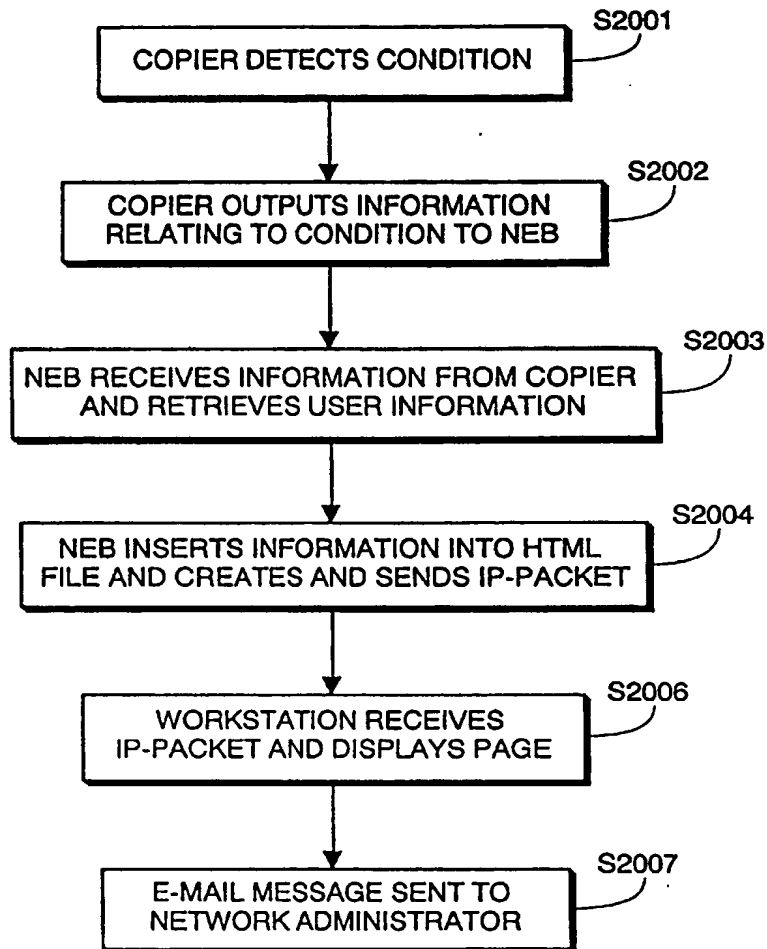 S2001
COPIER DETECTS CONDITION
S2002
COPIER OUTPUTS INFORMATION
RELATING TO CONDITION TO NEB
S2003
NEB RECEIVES INFORMATION FROM COPIER
AND RETRIEVES USER INFORMATION
S2004
NEB INSERTS INFORMATION INTO HTML
FILE AND CREATES AND SENDS IP-PACKET
S2006
WORKSTATION RECEIVES
IP-PACKET AND DISPLAYS PAGE
S2007
E-MAIL MESSAGE SENT TO
NETWORK ADMINISTRATOR